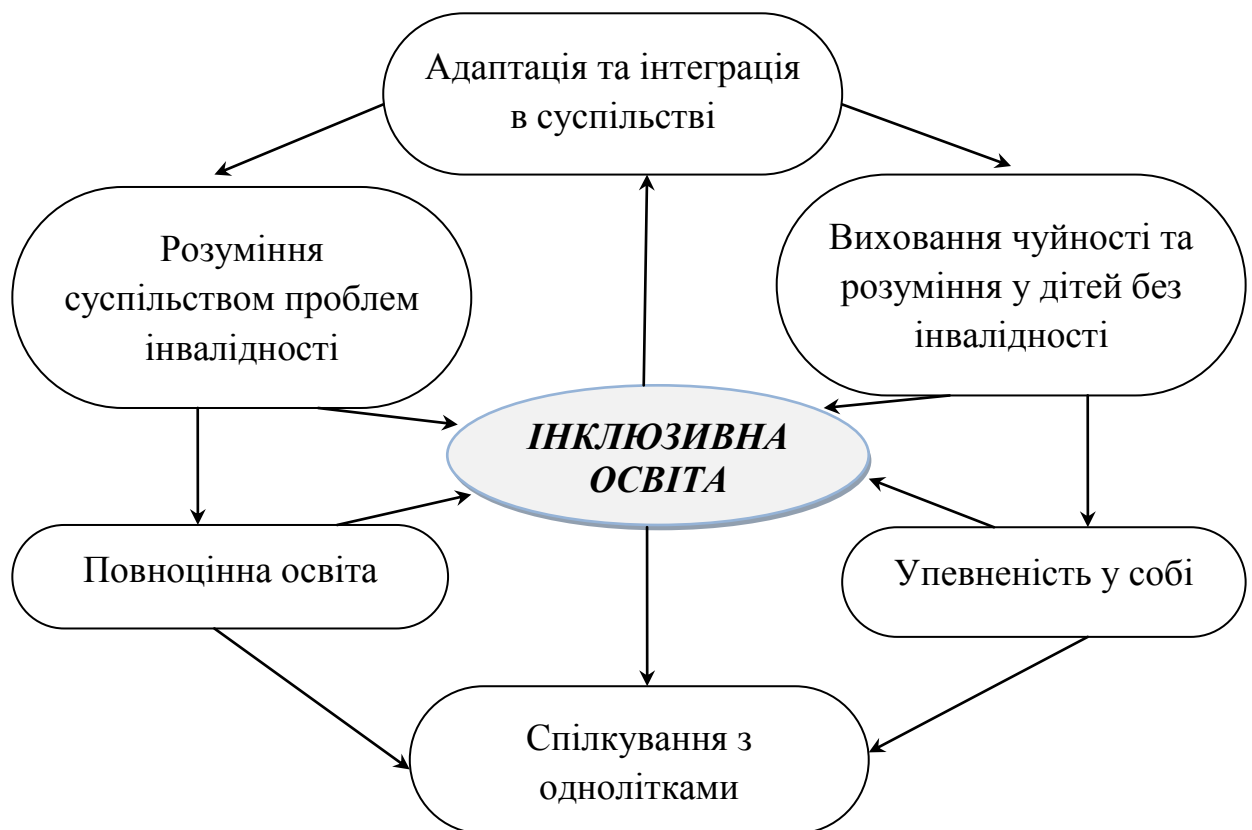 Адаптація та інтеграція
в суспільстві
Розуміння
суспільством проблем
інвалідності
Виховання чуйності та
розуміння у дітей без
інвалідності
ІНКЛЮЗИВНА
ОСВІТА
Повноцінна освіта
Упевненість у собі
Спілкування з
однолітками